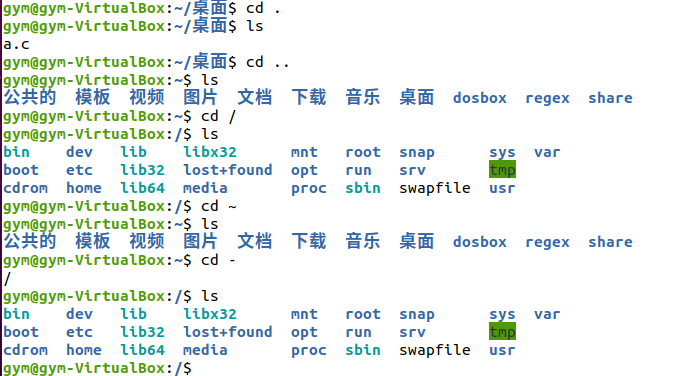 gym@gym-VirtualBox:~/桌面$ cd .
gym@gym-VirtualBox:~/桌面$ ls
a.c
gym@gym-VirtualBox:~/桌面$ cd ..
gym@gym-VirtualBox:~$ ls
公共的 模板 视频 图片 文档 下载 音乐 桌面 dosbox regex share
gym@gym-VirtualBox:~$ cd /
gym@gym-VirtualBox:/$ ls
bin dev lib libx32 mnt root snap sys var
boot etc lib32 lost+found opt run srv tmp
cdrom home lib64 media proc sbin swapfile usr
gym@gym-VirtualBox:/$ cd ~
gym@gym-VirtualBox:~$ ls
公共的 模板 视频 图片 文档 下载 音乐 桌面 dosbox regex share
gym@gym-VirtualBox:~$ cd -
/
gym@gym-VirtualBox:/$ ls
bin dev lib libx32 mnt root snap sys var
boot etc lib32 lost+found opt run srv tmp
cdrom home lib64 media proc sbin swapfile usr
gym@gym-VirtualBox:/$